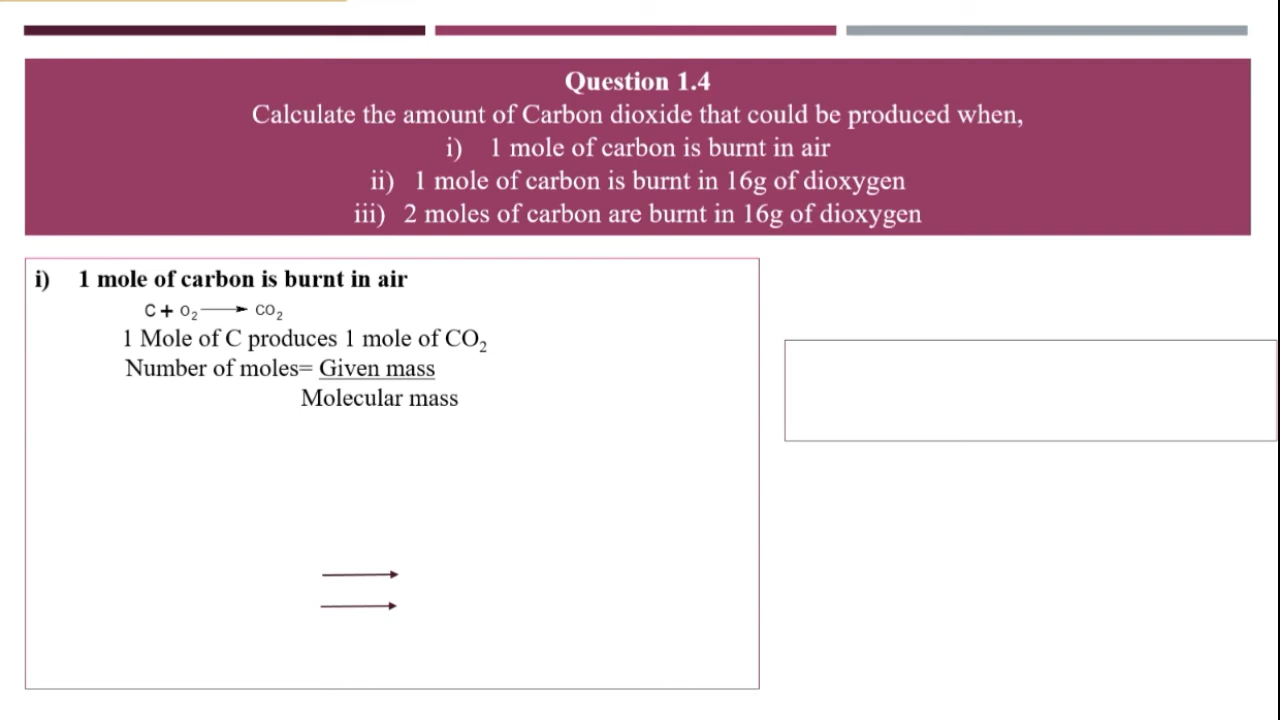 Question 1.4
Calculate the amount of Carbon dioxide that could be produced when,
i) 1 mole of carbon is burnt in air
ii) 1 mole of carbon is burnt in 16g of dioxygen
iii) 2 moles of carbon are burnt in 16g of dioxygen
i) 1 mole of carbon is burnt in air
C + O₂ ⟶ CO₂
1 Mole of C produces 1 mole of CO₂
Number of moles= Given mass
Molecular mass